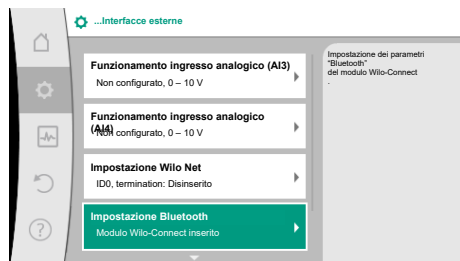 ...Interfacce esterne
Funzionamento ingresso analogico (AI3)
Non configurato, 0 – 10 V
Funzionamento ingresso analogico
(AI4)
Non configurato, 0 – 10 V
Impostazione Wilo Net
ID0, termination: Disinserito
Impostazione Bluetooth
Modulo Wilo-Connect inserito
Impostazione dei parametri
"Bluetooth"
del modulo Wilo-Connect
.
?